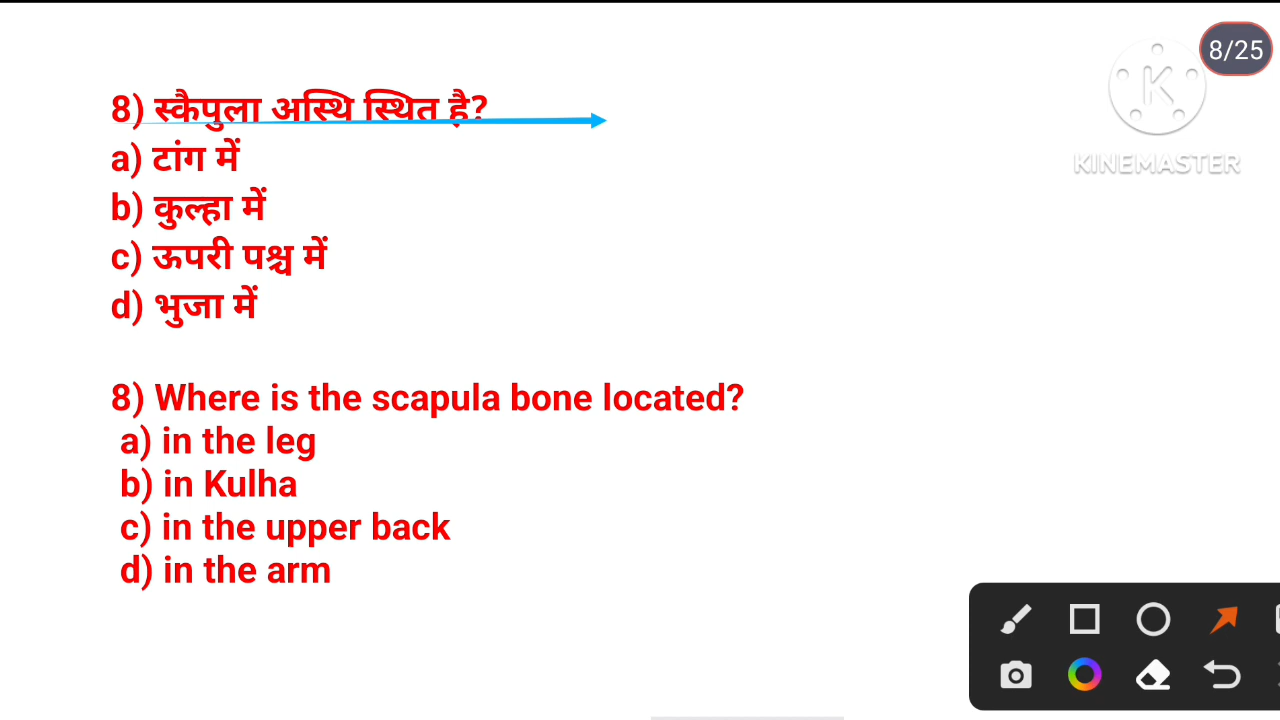 8/25
KINEMASTER
8) स्कैपुला अस्थि स्थित है?
a) टांग में
b) कुल्हा में
c) ऊपरी पश्च में
d) भुजा में
8) Where is the scapula bone located?
a) in the leg
b) in Kulha
c) in the upper back
d) in the arm